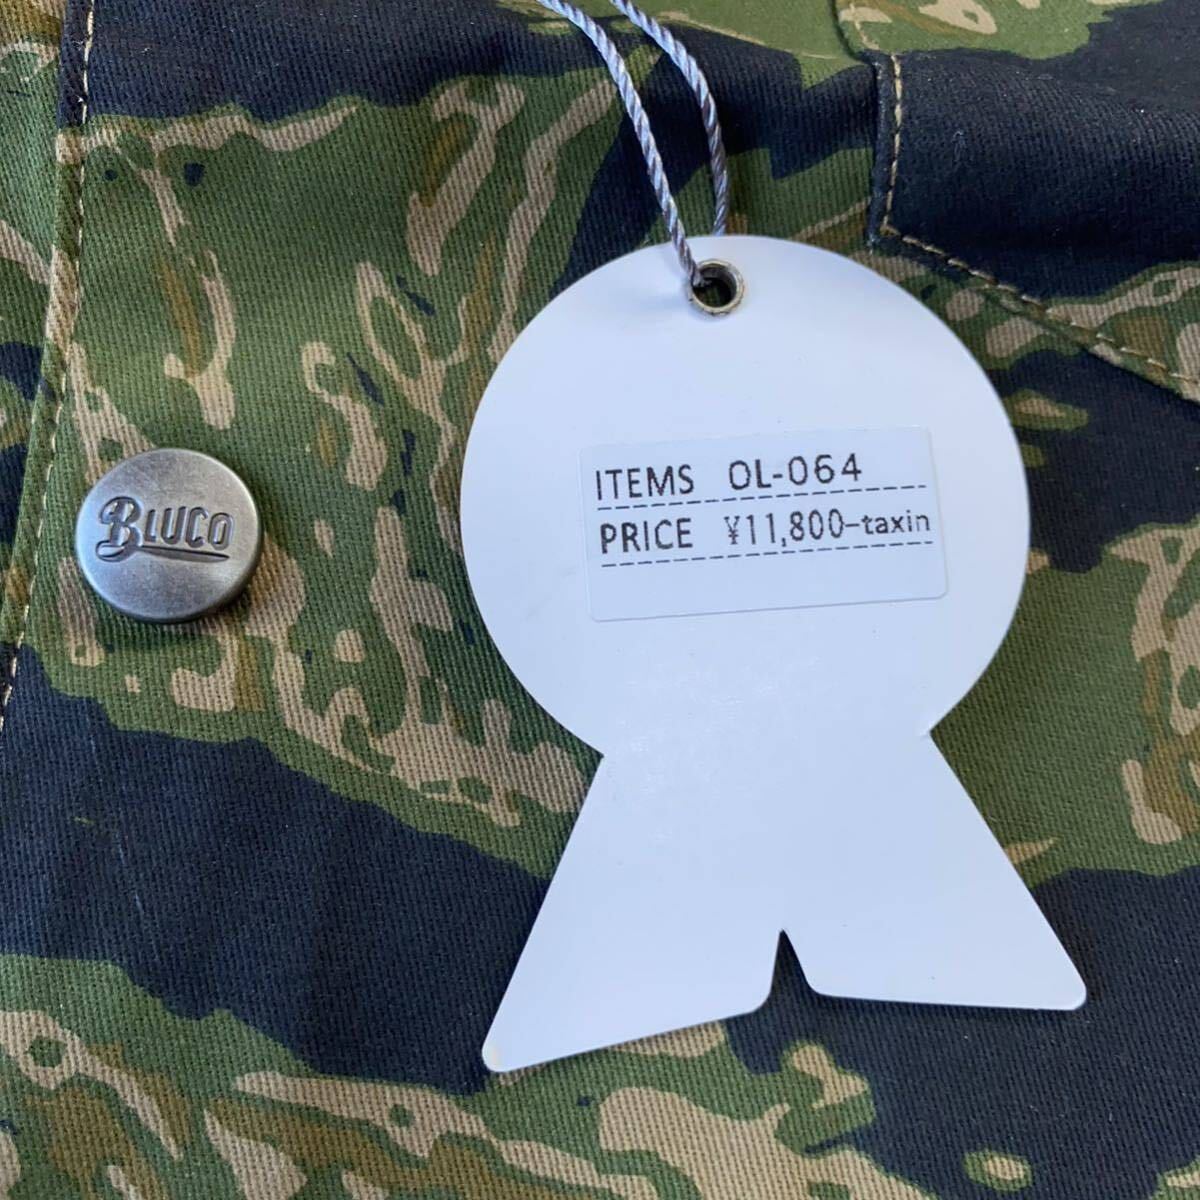 ITEMS OL-064
PRICE ¥11,800-taxin
BLUCO